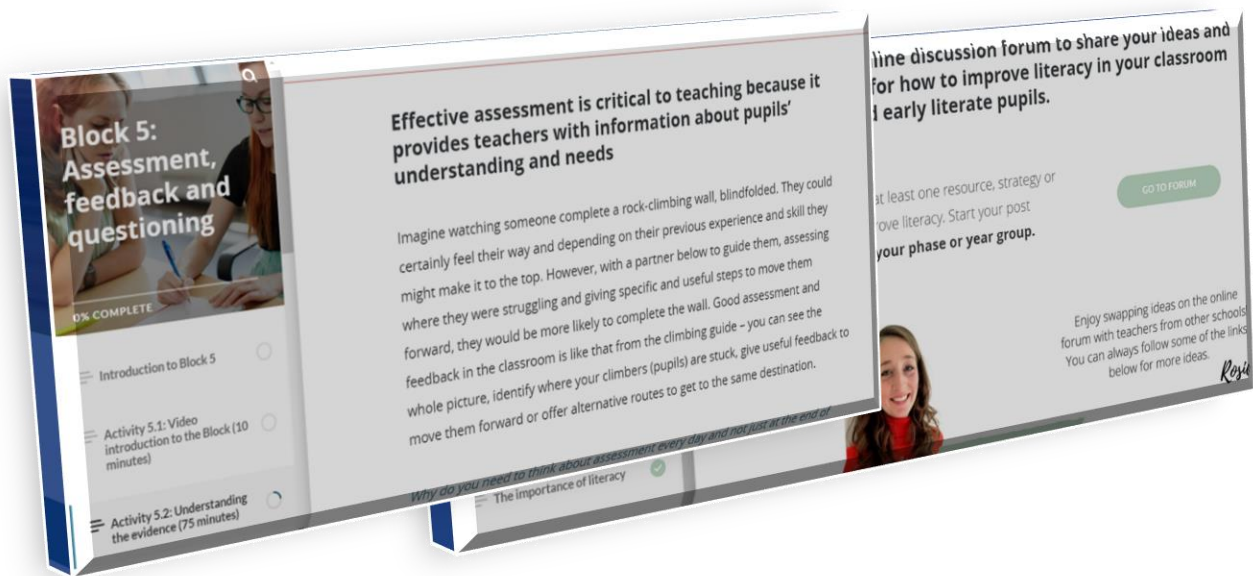 Block 5:
Assessment,
feedback and
questioning
0% COMPLETE
Introduction to Block 5
Activity 5.1: Video
introduction to the Block (10
minutes)
Activity 5.2: Understanding
the evidence (75 minutes)
Effective assessment is critical to teaching because it
provides teachers with information about pupils'
understanding and needs
Imagine watching someone complete a rock-climbing wall, blindfolded. They could
certainly feel their way and depending on their previous experience and skill they
might make it to the top. However, with a partner below to guide them, assessing
where they were struggling and giving specific and useful steps to move them
forward, they would be more likely to complete the wall. Good assessment and
feedback in the classroom is like that from the climbing guide – you can see the
whole picture, identify where your climbers (pupils) are stuck, give useful feedback to
move them forward or offer alternative routes to get to the same destination.
Why do you need to think about assessment every day and not just at the end of
The importance of literacy
discussion forum to share your ideas and
for how to improve literacy in your classroom
early literate pupils.
at least one resource, strategy or
literacy. Start your post
your phase or year group.
GO TO FORUM
Enjoy swapping ideas on the online
forum with teachers from other schools
You can always follow some of the links
below for more ideas.
Rosie